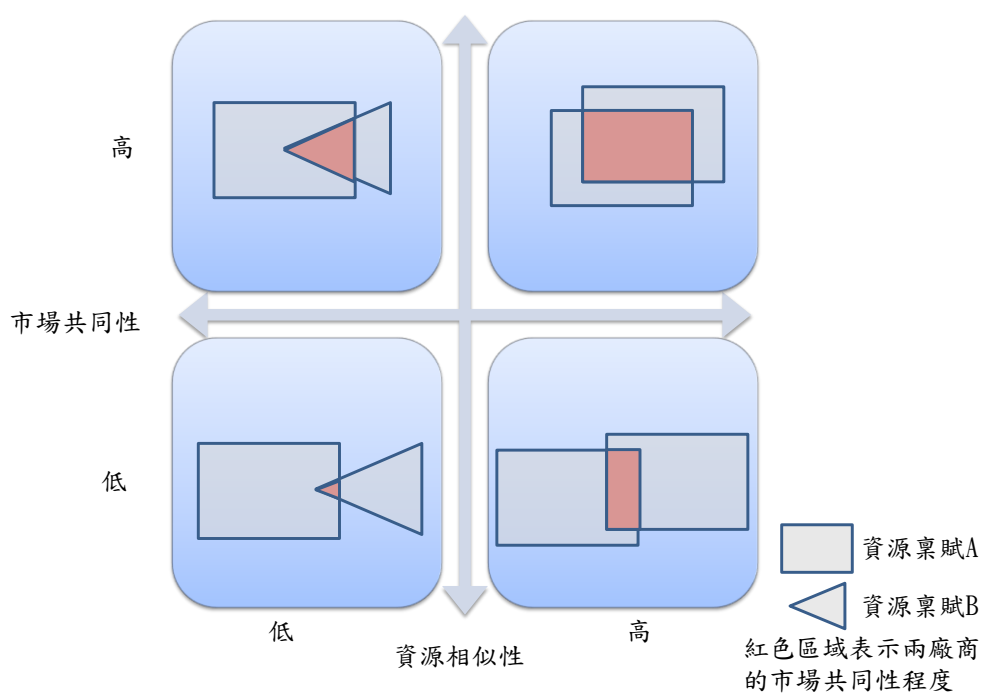 高
市場共同性
低
低
高
資源相似性
資源稟賦A
資源稟賦B
紅色區域表示兩廠商
的市場共同性程度